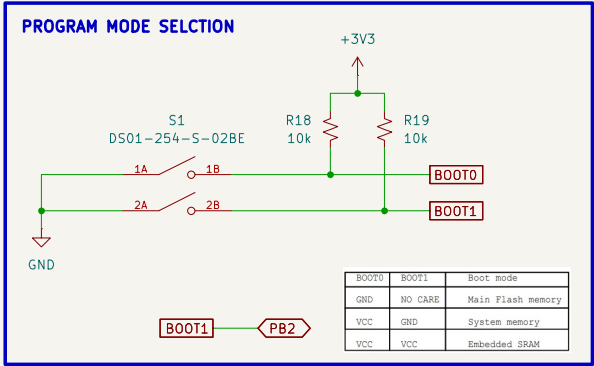 PROGRAM MODE SELCTION
+3V3
S1
DS01-254-S-02BE
R18
10k
R19
10k
1A 1B
BOOT0
2A 2B
BOOT1
GND
BOOT0 BOOT1 Boot mode
GND NO CARE Main Flash memory
VCC GND System memory
VCC VCC Embedded SRAM
BOOT1 PB2